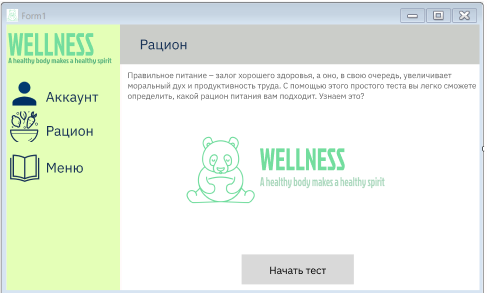 Form1
WELLNESS
A healthy body makes a healthy spirit
Рацион
Правильное питание – залог хорошего здоровья, а оно, в свою очередь, увеличивает
моральный дух и продуктивность труда. С помощью этого простого теста вы легко сможете
определить, какой рацион питания вам подходит. Узнаем это?
Аккаунт
Рацион
Меню
WELLNESS
A healthy body makes a healthy spirit
Начать тест